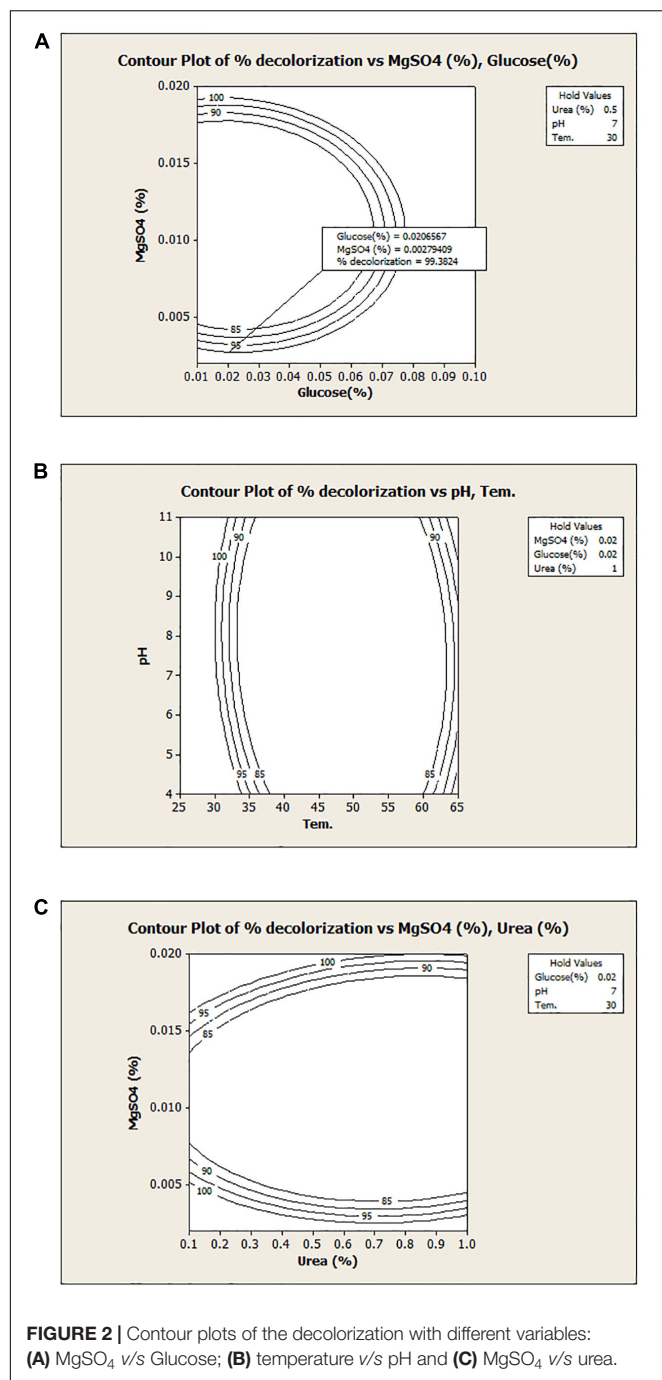 A
Contour Plot of % decolorization vs MgSO4 (%), Glucose(%)
Hold Values
Urea (%) 0.5
pH 7
Tem. 30
MgSO4 (%)
0.020
0.015
0.010
0.005
100
90
85
95
Glucose(%) = 0.0206567
MgSO4 (%) = 0.00279409
% decolorization = 99.3824
0.01 0.02 0.03 0.04 0.05 0.06 0.07 0.08 0.09 0.10
Glucose(%)
B
Contour Plot of % decolorization vs pH, Tem.
Hold Values
MgSO4 (%) 0.02
Glucose(%) 0.02
Urea (%) 1
pH
11
10
9
8
7
6
5
4
90
100
90
95
85
85
25 30 35 40 45 50 55 60 65
Tem.
C
Contour Plot of % decolorization vs MgSO4 (%), Urea (%)
Hold Values
Glucose(%) 0.02
pH 7
Tem. 30
MgSO4 (%)
0.020
0.015
0.010
0.005
100
90
95
85
90
100
85
95
0.1 0.2 0.3 0.4 0.5 0.6 0.7 0.8 0.9 1.0
Urea (%)
FIGURE 2 | Contour plots of the decolorization with different variables:
(A) MgSO₄ v/s Glucose; (B) temperature v/s pH and (C) MgSO₄ v/s urea.